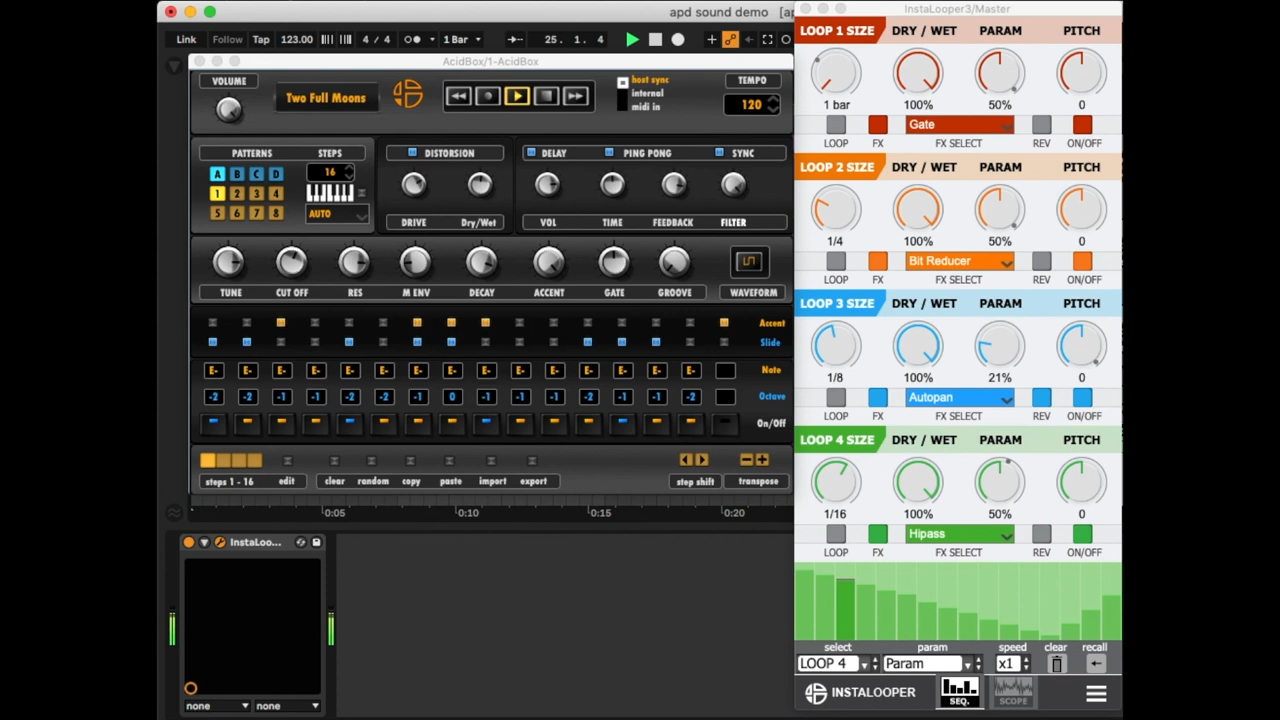 apd sound demo [ap
InstaLooper3/Master
Link Follow Tap 123.00 4 / 4 1 Bar 25. 1. 4
AcidBox/1-AcidBox
VOLUME
Two Full Moons
host sync
internal
midi in
TEMPO
120
PATTERNS STEPS
A B C D 16
1 2 3 4
5 6 7 8 AUTO
DISTORSION
DRIVE Dry/Wet
DELAY PING PONG SYNC
VOL TIME FEEDBACK FILTER
TUNE CUT OFF RES M ENV DECAY ACCENT GATE GROOVE WAVEFORM
Accent
Slide
E- E- E- E- E- E- E- E- E- E- E- E- E- E- E- Note
-2 -2 -1 -1 -2 -2 -1 0 -1 -1 -1 -1 -1 -1 -2 Octave
On/Off
steps 1 - 16 edit clear random copy paste import export step shift transpose
0:05 0:10 0:15 0:20
InstaLoo...
none none
LOOP 1 SIZE DRY / WET PARAM PITCH
1 bar 100% 50% 0
Gate
LOOP FX FX SELECT REV ON/OFF
LOOP 2 SIZE DRY / WET PARAM PITCH
1/4 100% 50% 0
Bit Reducer
LOOP FX FX SELECT REV ON/OFF
LOOP 3 SIZE DRY / WET PARAM PITCH
1/8 100% 21% 0
Autopan
LOOP FX FX SELECT REV ON/OFF
LOOP 4 SIZE DRY / WET PARAM PITCH
1/16 100% 50% 0
Hipass
LOOP FX FX SELECT REV ON/OFF
select param speed clear recall
LOOP 4 Param x1
INSTALOOPER SEQ. SCOPE